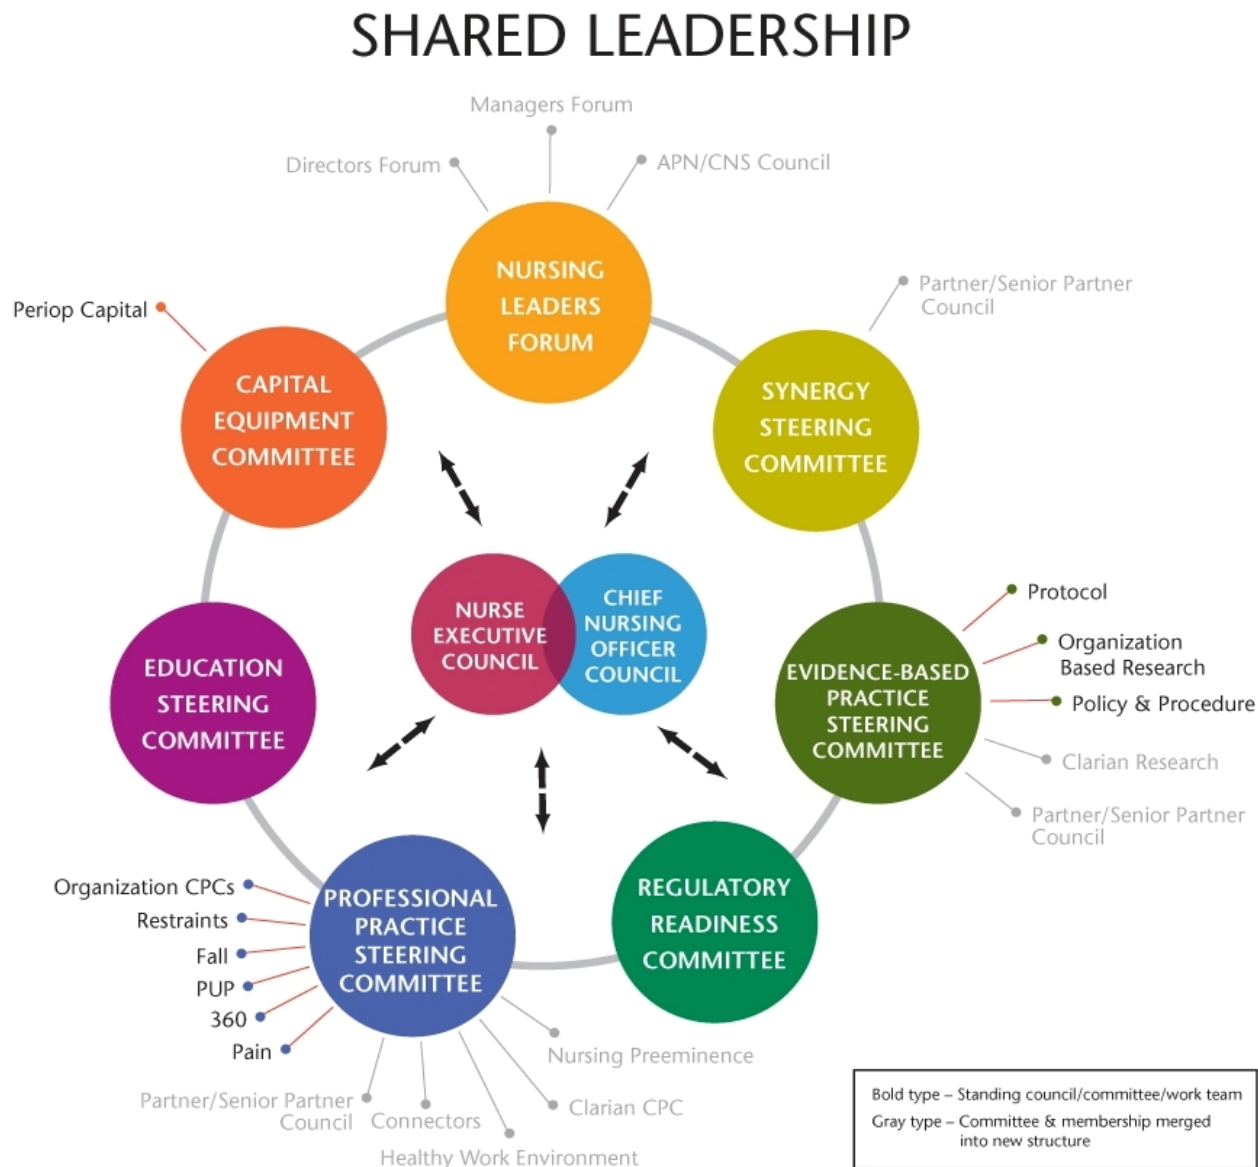 SHARED LEADERSHIP
Managers Forum
Directors Forum
APN/CNS Council
NURSING
LEADERS
FORUM
Partner/Senior Partner
Council
Periop Capital
CAPITAL
EQUIPMENT
COMMITTEE
SYNERGY
STEERING
COMMITTEE
NURSE
EXECUTIVE
COUNCIL
CHIEF
NURSING
OFFICER
COUNCIL
EDUCATION
STEERING
COMMITTEE
EVIDENCE-BASED
PRACTICE
STEERING
COMMITTEE
Protocol
Organization
Based Research
Policy & Procedure
Clarian Research
Partner/Senior Partner
Council
PROFESSIONAL
PRACTICE
STEERING
COMMITTEE
Organization CPCs
Restraints
Fall
PUP
360
Pain
Partner/Senior Partner
Council
Connectors
Healthy Work Environment
Clarian CPC
Nursing Preeminence
REGULATORY
READINESS
COMMITTEE
Bold type – Standing council/committee/work team
Gray type – Committee & membership merged
into new structure